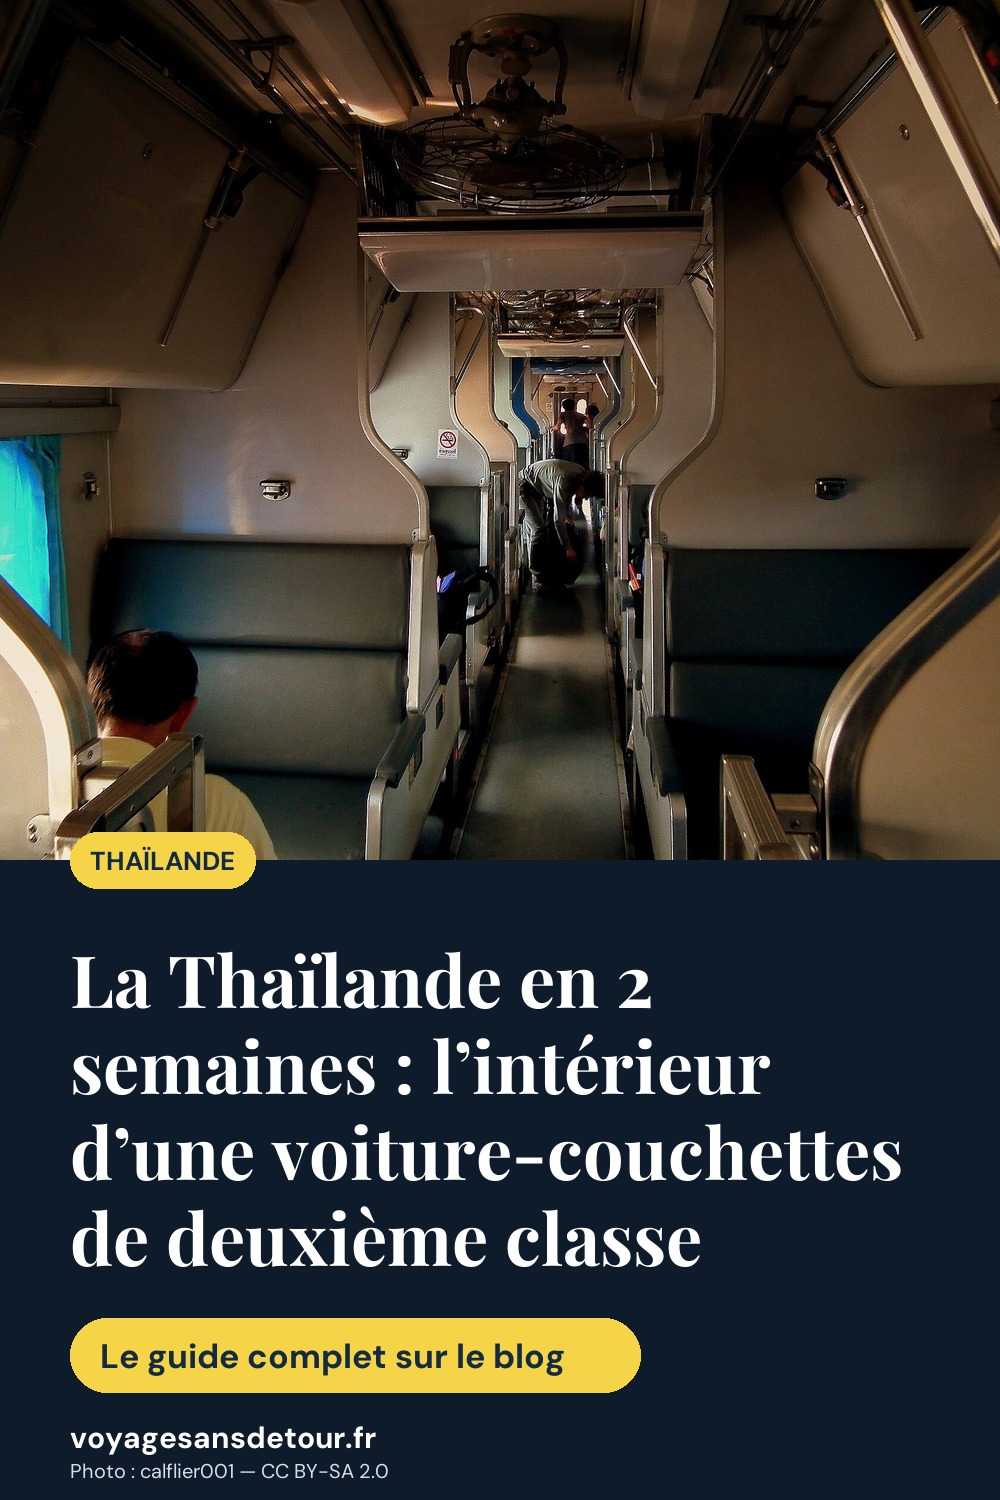 THAÏLANDE
La Thaïlande en 2
semaines : l’intérieur
d’une voiture-couchettes
de deuxième classe
Le guide complet sur le blog
voyagesansdetour.fr
Photo : calflier001 — CC BY-SA 2.0